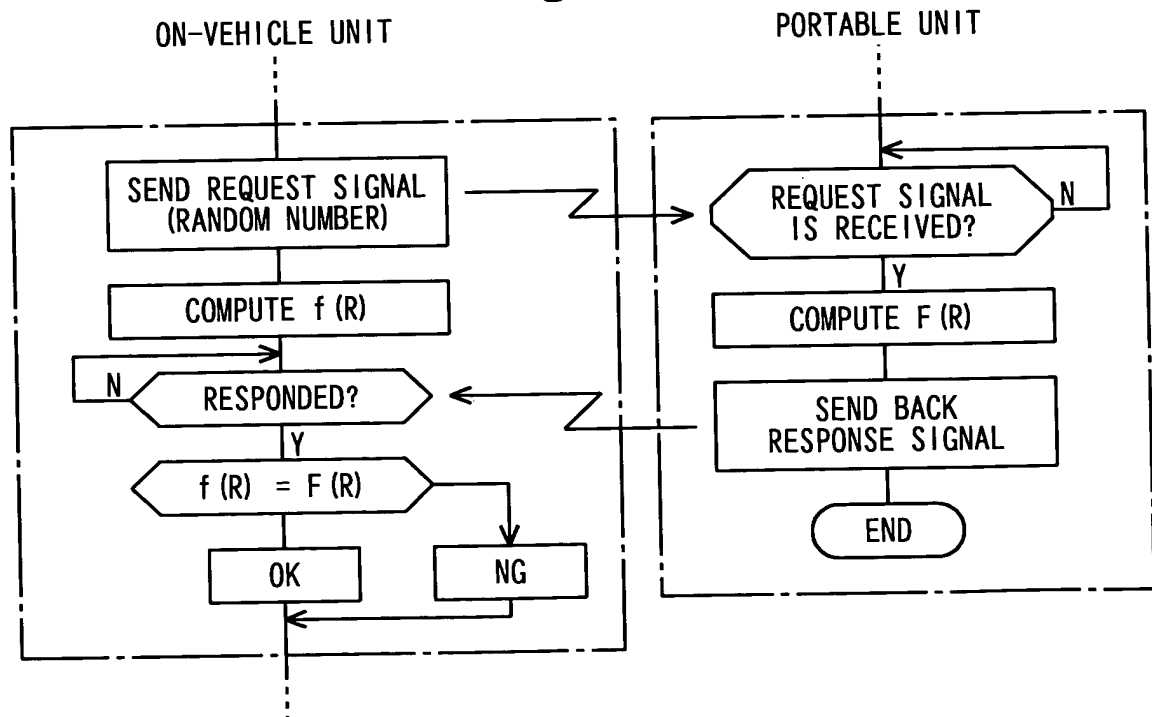 ON-VEHICLE UNIT
SEND REQUEST SIGNAL
(RANDOM NUMBER)
COMPUTE f(R)
N
RESPONDED?
Y
f(R) = F(R)
OK
NG
PORTABLE UNIT
REQUEST SIGNAL
IS RECEIVED?
N
Y
COMPUTE F(R)
SEND BACK
RESPONSE SIGNAL
END